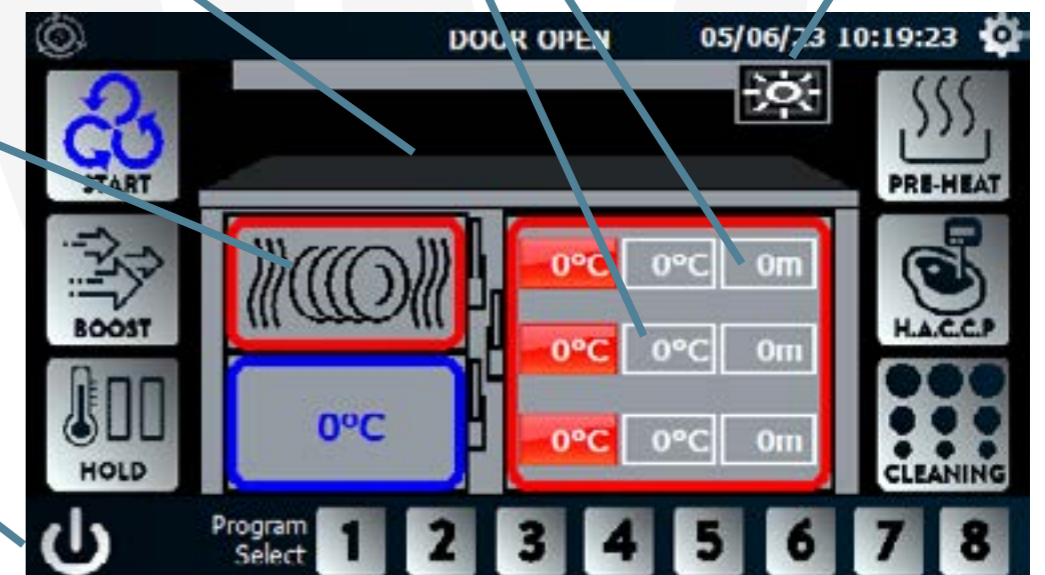 DOOR OPEN 05/06/23 10:19:23
START
PRE-HEAT
0°C 0°C 0m
BOOST
H.A.C.C.P
0°C 0°C 0m
0°C
0°C 0°C 0m
HOLD
CLEANING
Program
Select 1 2 3 4 5 6 7 8